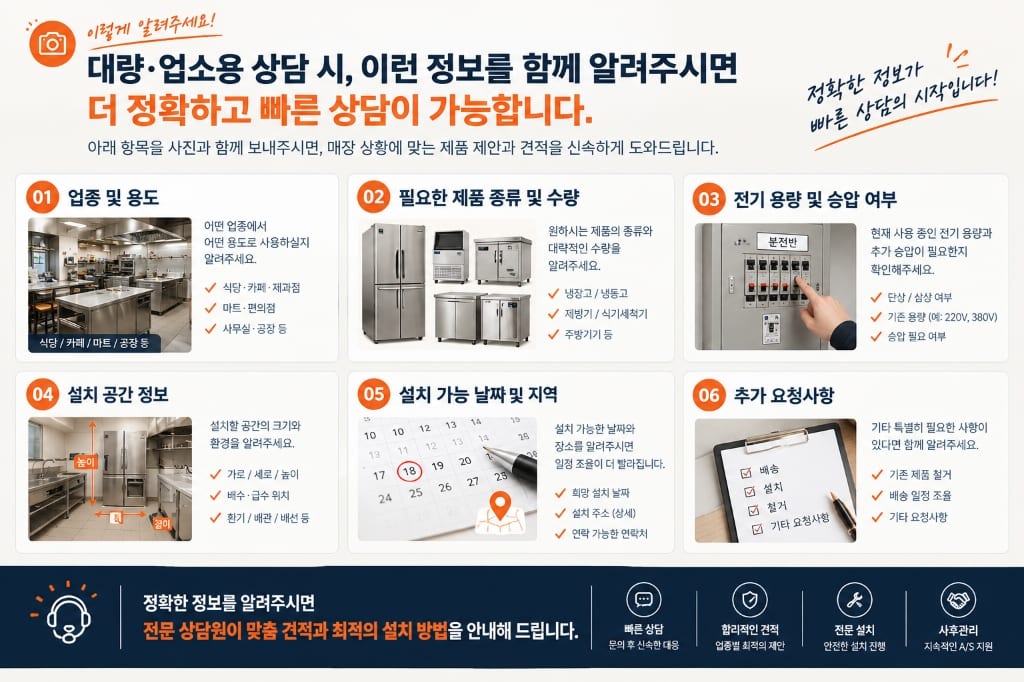 이렇게 알려주세요!
대량·업소용 상담 시, 이런 정보를 함께 알려주시면
더 정확하고 빠른 상담이 가능합니다.
아래 항목을 사진과 함께 보내주시면, 매장 상황에 맞는 제품 제안과 견적을 신속하게 도와드립니다.
정확한 정보가
빠른 상담의 시작입니다!
01 업종 및 용도
어떤 업종에서
어떤 용도로 사용하실지
알려주세요.
식당·카페·제과점
마트·편의점
사무실·공장 등
식당 / 카페 / 마트 / 공장 등
02 필요한 제품 종류 및 수량
원하시는 제품의 종류와
대략적인 수량을
알려주세요.
냉장고 / 냉동고
제빙기 / 식기세척기
주방기기 등
03 전기 용량 및 승압 여부
분전반
현재 사용 중인 전기 용량과
추가 승압이 필요한지
확인해주세요.
단상 / 삼상 여부
기존 용량 (예: 220V, 380V)
승압 필요 여부
04 설치 공간 정보
높이
깊이
설치할 공간의 크기와
환경을 알려주세요.
가로 / 세로 / 높이
배수·급수 위치
환기 / 배관 / 배선 등
05 설치 가능 날짜 및 지역
10 10 11 12 13 14
17 18 19 20
24 25 26 27 28
설치 가능한 날짜와
장소를 알려주시면
일정 조율이 더 빨라집니다.
희망 설치 날짜
설치 주소 (상세)
연락 가능한 연락처
06 추가 요청사항
배송
설치
철거
기타 요청사항
기타 특별히 필요한 사항이
있다면 함께 알려주세요.
기존 제품 철거
배송 일정 조율
기타 요청사항
정확한 정보를 알려주시면
전문 상담원이 맞춤 견적과 최적의 설치 방법을 안내해 드립니다.
빠른 상담
문의 후 신속한 대응
합리적인 견적
업종별 최적의 제안
전문 설치
안전한 설치 진행
사후관리
지속적인 A/S 지원